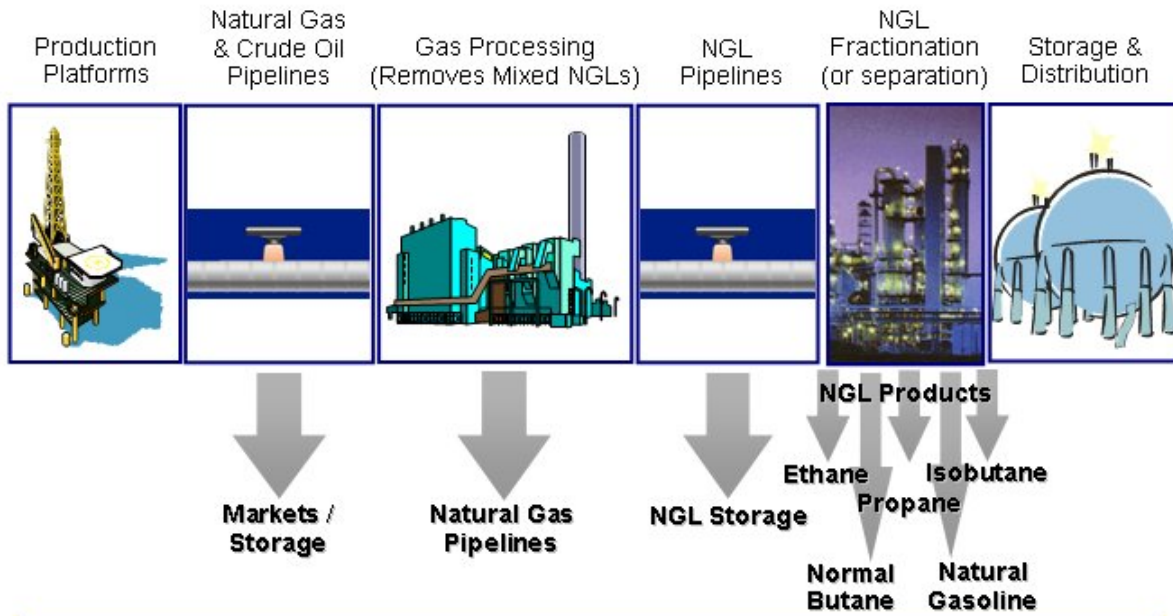 Production
Platforms
Natural Gas
& Crude Oil
Pipelines
Gas Processing
(Removes Mixed NGLs)
NGL
Pipelines
NGL
Fractionation
(or separation)
Storage &
Distribution
NGL Products
Ethane
Isobutane
Propane
Markets /
Storage
Natural Gas
Pipelines
NGL Storage
Normal
Butane
Natural
Gasoline